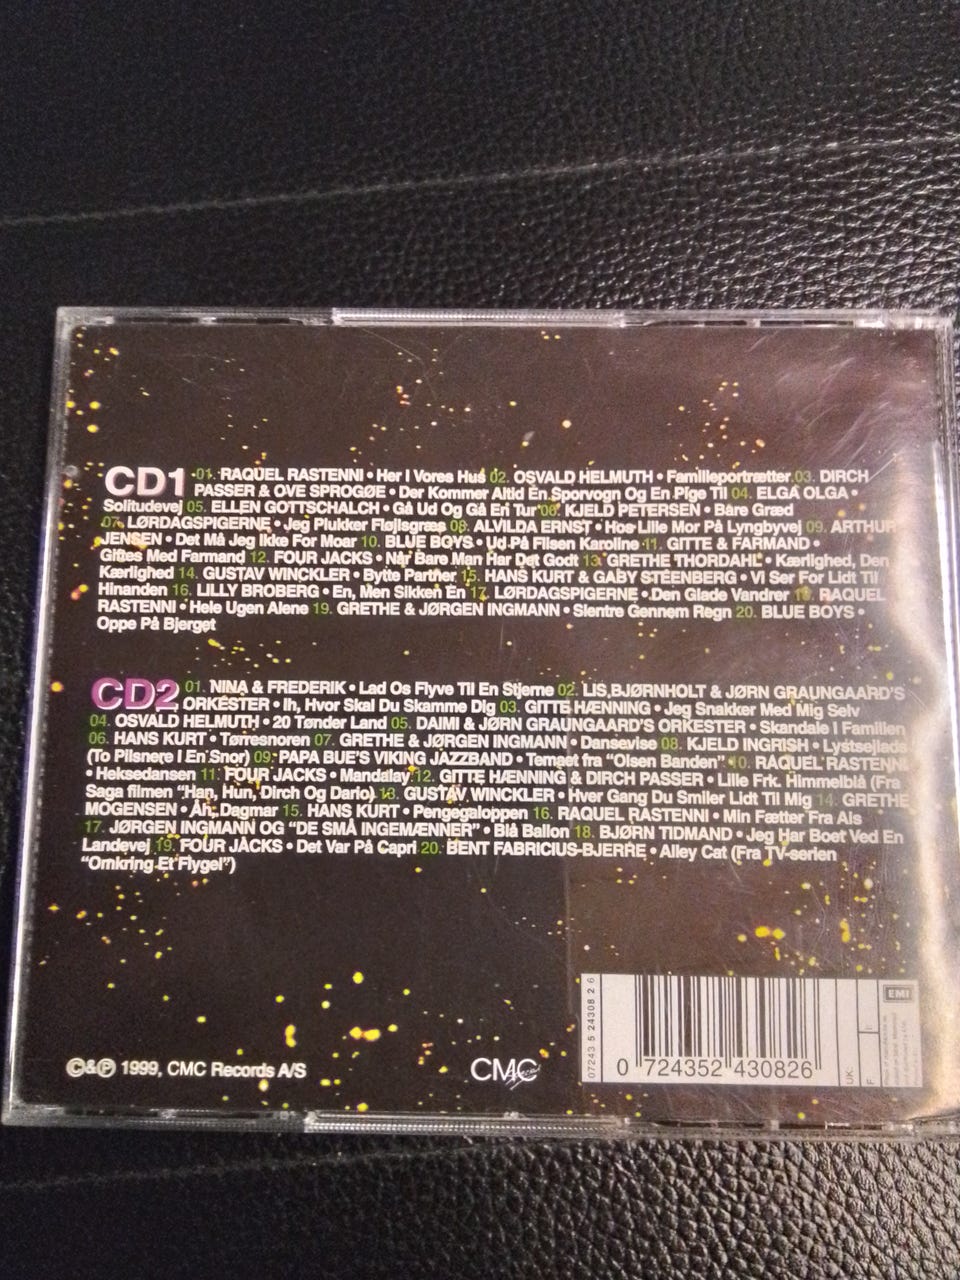 CD1 01. RAQUEL RASTENNI • Her I Vores Hus 02. OSVALD HELMUTH • Familieportrætter 03. DIRCH
PASSER & OVE SPROGØE • Der Kommer Altid En Sporvogn Og En Pige Til 04. ELGA OLGA •
Solitudevej 05. ELLEN GOTTSCHALCH • Gå Ud Og Gå En Tur 06. KJELD PETERSEN • Bare Græd
07. LØRDAGSPIGERNE • Jeg Plukker Fløjlsgræs 08. ALVILDA ERNST • Hos Lille Mor På Lyngbyvej 09. ARTHUR
JENSEN • Det Må Jeg Ikke For Moar 10. BLUE BOYS • Ud På Flisen Karoline 11. GITTE & FARMAND •
Giftes Med Farmand 12. FOUR JACKS • Når Bare Man Har Det Godt 13. GRETHE THORDAHL • Kærlighed, Den
Kærlighed 14. GUSTAV WINCKLER • Bytte Partner 15. HANS KURT & GABY STEENBERG • Vi Ser For Lidt Til
Hinanden 16. LILLY BROBERG • En, Men Sikken En 17. LØRDAGSPIGERNE • Den Glade Vandrer 18. RAQUEL
RASTENNI • Hele Ugen Alene 19. GRETHE & JØRGEN INGMANN • Slentre Gennem Regn 20. BLUE BOYS •
Oppe På Bjerget
CD2 01. NINA & FREDERIK • Lad Os Flyve Til En Stjerne 02. LIS BJØRNHOLT & JØRN GRAUNGAARD'S
ORKESTER • Ih, Hvor Skal Du Skamme Dig 03. GITTE HÆNNING • Jeg Snakker Med Mig Selv
04. OSVALD HELMUTH • 20 Tønder Land 05. DAIMI & JØRN GRAUNGAARD'S ORKESTER • Skandale I Familien
06. HANS KURT • Tørresnoren 07. GRETHE & JØRGEN INGMANN • Dansevise 08. KJELD INGRISH • Lystsejlads
(To Pilsnere I En Snor) 09. PAPA BUE'S VIKING JAZZBAND • Temaet fra "Olsen Banden" 10. RAQUEL RASTENNI
• Heksedansen 11. FOUR JACKS • Mandalay 12. GITTE HÆNNING & DIRCH PASSER • Lille Frk. Himmelblå (Fra
Saga filmen "Han, Hun, Dirch Og Dario) 13. GUSTAV WINCKLER • Hver Gang Du Smiler Lidt Til Mig 14. GRETHE
MOGENSEN • Åh, Dagmar 15. HANS KURT • Pengegaloppen 16. RAQUEL RASTENNI • Min Fætter Fra Als
17. JØRGEN INGMANN OG "DE SMÅ INGEMÆNNER" • Blå Ballon 18. BJØRN TIDMAND • Jeg Har Boet Ved En
Landevej 19. FOUR JACKS • Det Var På Capri 20. BENT FABRICIUS-BJERRE • Alley Cat (Fra TV-serien
"Omkring Et Flygel")
©&℗ 1999, CMC Records A/S
CMC
07243 5 24308 2 6
0 724352 430826
UK:
F
I:
EMI